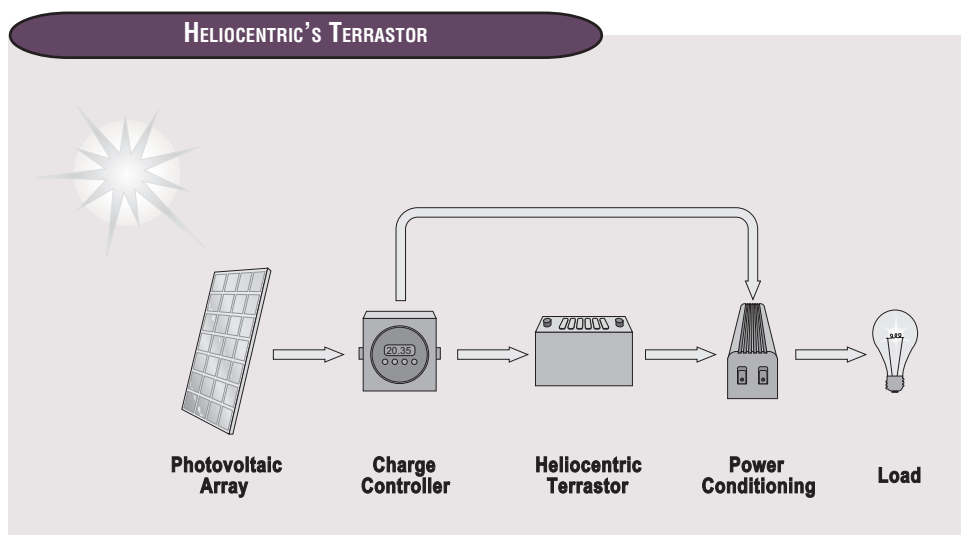 HELIOCENTRIC'S TERRASTOR
20.35
Photovoltaic
Array
Charge
Controller
Heliocentric
Terrastor
Power
Conditioning
Load